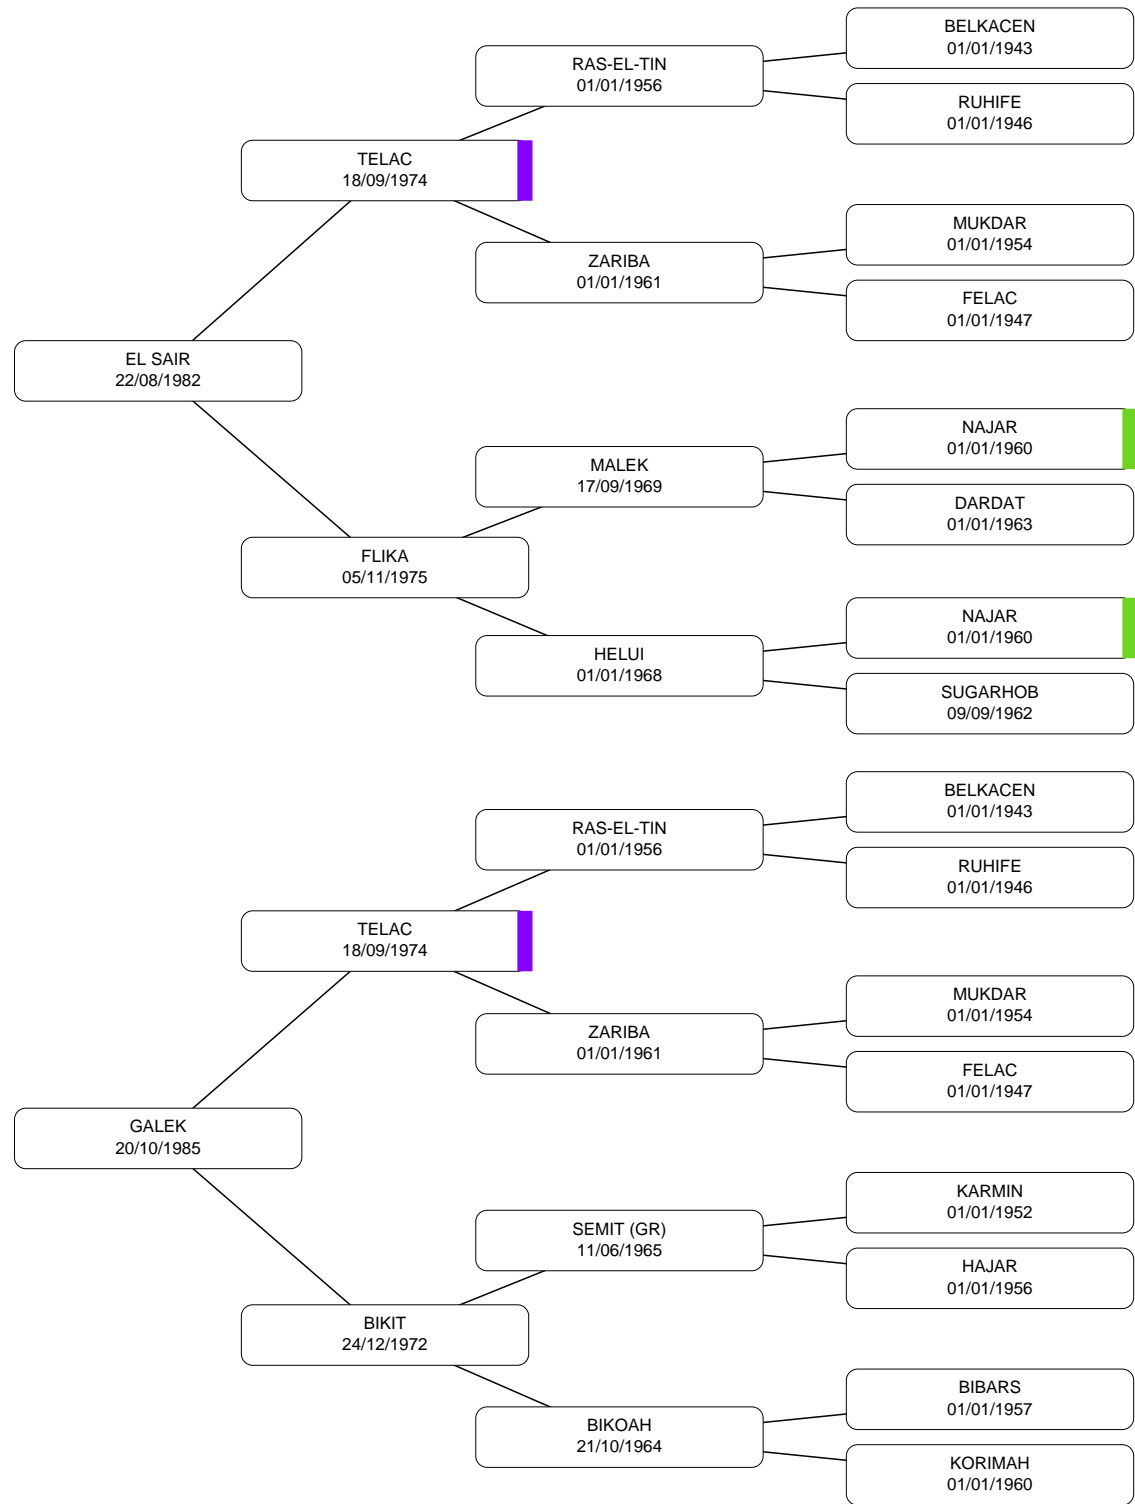 BELKACEN
01/01/1943
RAS-EL-TIN
01/01/1956
RUHIFE
01/01/1946
TELAC
18/09/1974
MUKDAR
01/01/1954
ZARIBA
01/01/1961
FELAC
01/01/1947
EL SAIR
22/08/1982
NAJAR
01/01/1960
MALEK
17/09/1969
DARDAT
01/01/1963
FLIKA
05/11/1975
NAJAR
01/01/1960
HELUI
01/01/1968
SUGARHOB
09/09/1962
BELKACEN
01/01/1943
RAS-EL-TIN
01/01/1956
RUHIFE
01/01/1946
TELAC
18/09/1974
MUKDAR
01/01/1954
ZARIBA
01/01/1961
FELAC
01/01/1947
GALEK
20/10/1985
KARMIN
01/01/1952
SEMIT (GR)
11/06/1965
HAJAR
01/01/1956
BIKIT
24/12/1972
BIBARS
01/01/1957
BIKOAH
21/10/1964
KORIMAH
01/01/1960